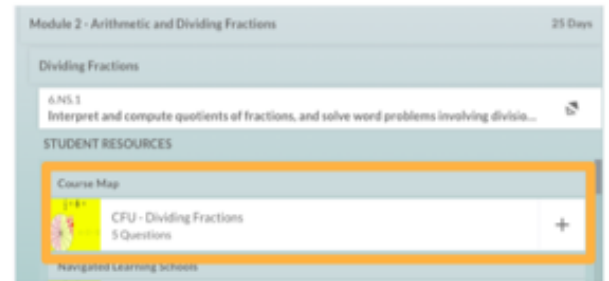 Module 2 - Arithmetic and Dividing Fractions 25 Days
Dividing Fractions
6.NS.1
Interpret and compute quotients of fractions, and solve word problems involving divisio...
STUDENT RESOURCES
Course Map
CFU - Dividing Fractions
5 Questions
+
Navigated Learning Schools